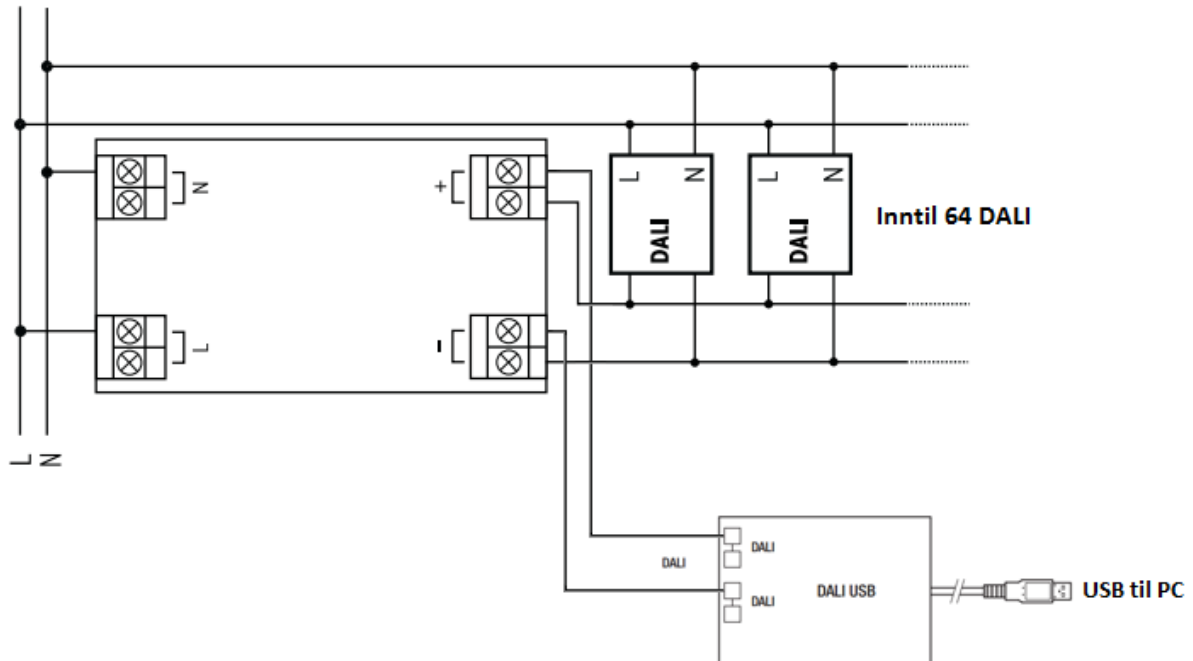 L N
L N
N
+
DALI
DALI
Inntil 64 DALI
L
-
L N
DALI
DALI
DALI
DALI USB
USB til PC